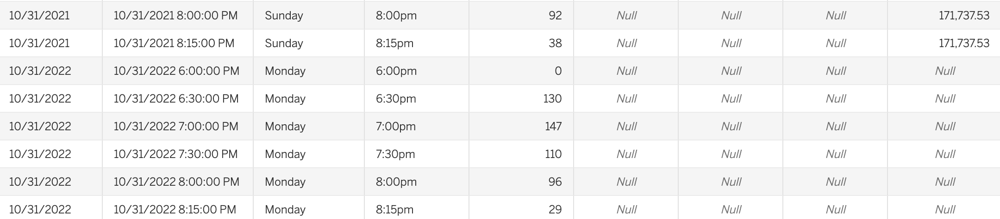 10/31/2021 10/31/2021 8:00:00 PM Sunday 8:00pm 92 Null Null Null 171,737.53
10/31/2021 10/31/2021 8:15:00 PM Sunday 8:15pm 38 Null Null Null 171,737.53
10/31/2022 10/31/2022 6:00:00 PM Monday 6:00pm 0 Null Null Null Null
10/31/2022 10/31/2022 6:30:00 PM Monday 6:30pm 130 Null Null Null Null
10/31/2022 10/31/2022 7:00:00 PM Monday 7:00pm 147 Null Null Null Null
10/31/2022 10/31/2022 7:30:00 PM Monday 7:30pm 110 Null Null Null Null
10/31/2022 10/31/2022 8:00:00 PM Monday 8:00pm 96 Null Null Null Null
10/31/2022 10/31/2022 8:15:00 PM Monday 8:15pm 29 Null Null Null Null